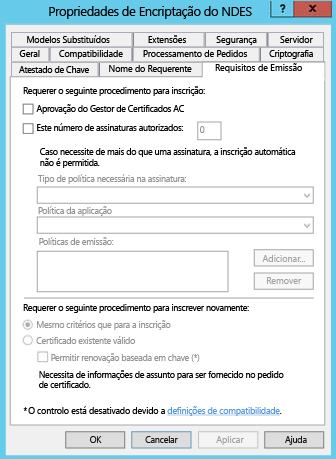 Propriedades de Encriptação do NDES
? x
Modelos Substituídos Extensões Segurança Servidor
Geral Compatibilidade Processamento de Pedidos Criptografia
Atestado de Chave Nome do Requerente Requisitos de Emissão
Requerer o seguinte procedimento para inscrição:
Aprovação do Gestor de Certificados AC
Este número de assinaturas autorizados: 0
Caso necessite de mais do que uma assinatura, a inscrição automática
não é permitida.
Tipo de política necessária na assinatura:
Política da aplicação
Políticas de emissão:
Adicionar...
Remover
Requerer o seguinte procedimento para inscrever novamente:
Mesmo critérios que para a inscrição
Certificado existente válido
Permitir renovação baseada em chave (*)
Necessita de informações de assunto para ser fornecido no pedido
de certificado.
*O controlo está desativado devido a definições de compatibilidade.
OK Cancelar Aplicar Ajuda